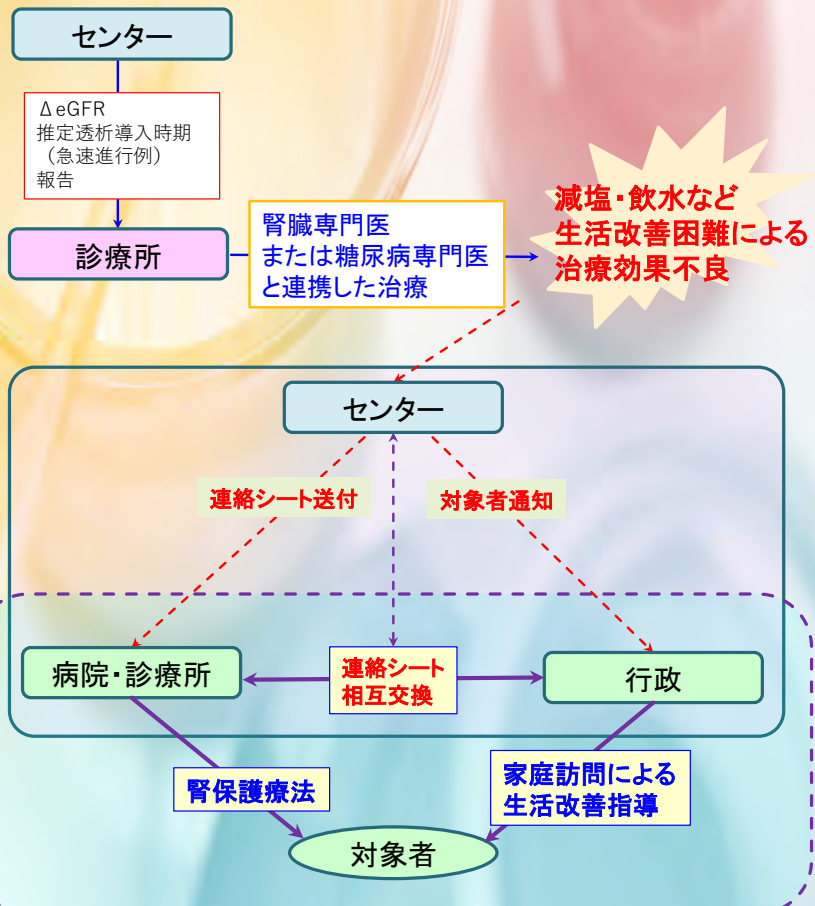 センター
ΔeGFR
推定透析導入時期
（急速進行例）
報告
診療所
腎臓専門医
または糖尿病専門医
と連携した治療
減塩・飲水など
生活改善困難による
治療効果不良
センター
連絡シート送付
対象者通知
病院・診療所
連絡シート
相互交換
行政
腎保護療法
家庭訪問による
生活改善指導
対象者